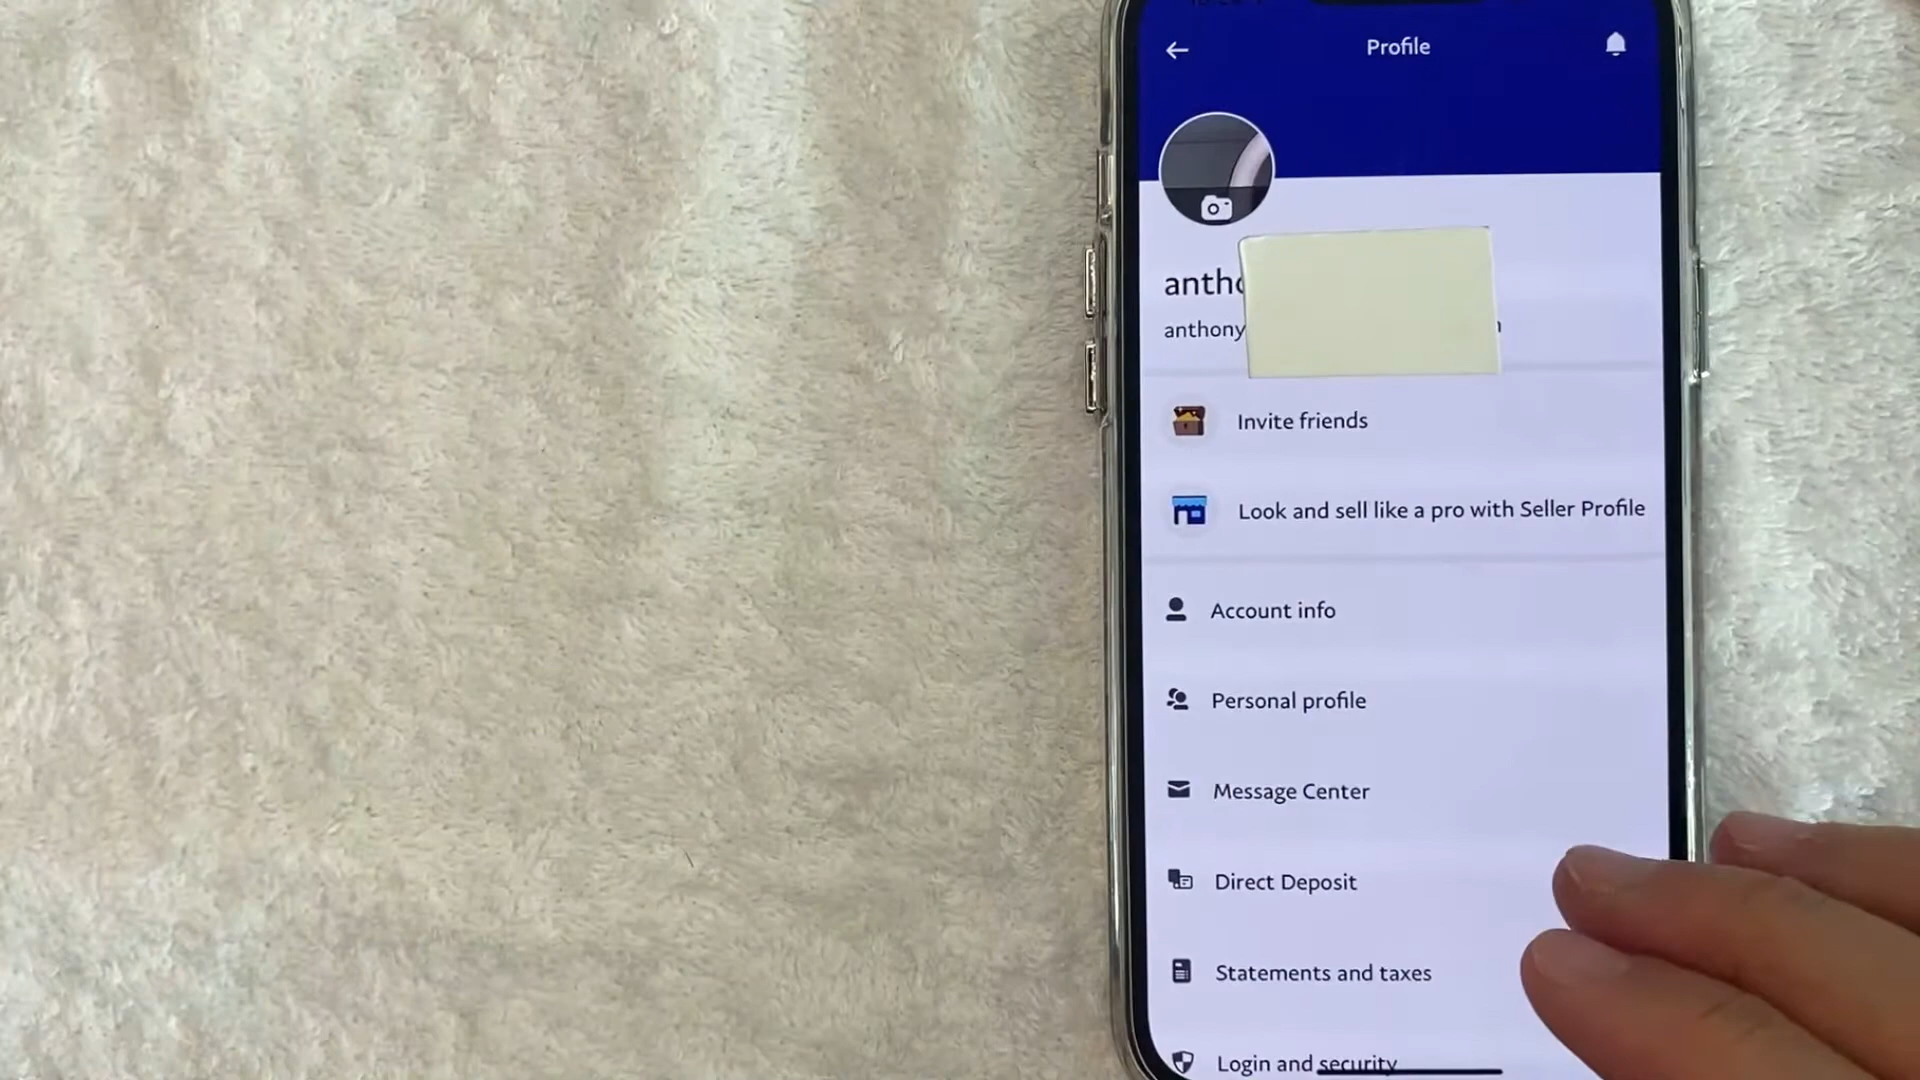 Profile
anthony
Invite friends
Look and sell like a pro with Seller Profile
Account info
Personal profile
Message Center
Direct Deposit
Statements and taxes
Login and security